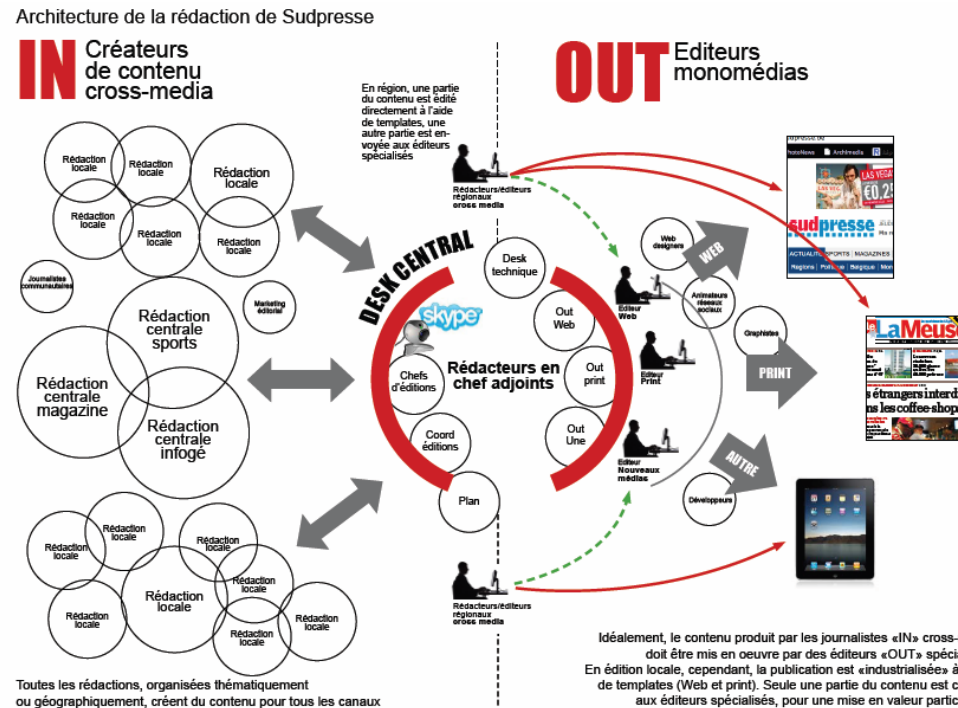 Architecture de la rédaction de Sudpresse
IN
Créateurs
de contenu
cross-media
OUT
Editeurs
monomédias
En région, une partie
du contenu est édité
directement à l'aide
de templates, une
autre partie est en-
voyée aux éditeurs
spécialisés
Rédacteurs/éditeurs
régionaux
cross media
Rédaction
locale
Rédaction
locale
Rédaction
locale
Rédaction
locale
Rédaction
locale
Rédaction
locale
Journalistes
communautaires
Marketing
éditorial
Rédaction
centrale
sports
Rédaction
centrale
magazine
Rédaction
centrale
infogé
DESK CENTRAL
skype
Desk
technique
Out
Web
Chefs
d'éditions
Rédacteurs en
chef adjoints
Out
print
Coord
éditions
Out
Une
Plan
Web
designers
WEB
Editeur
Web
Animateurs
réseaux
sociaux
Graphistes
Editeur
Print
PRINT
Editeur
Nouveaux
médias
AUTRE
Développeurs
PhotoNews
Archimedia
LAS VEGA
€0.25
sudpresse
ACTUALITÉ SPORTS MAGAZINES
Regions Politique Belgique Mon
La Meuse
s étrangers interd
ns les coffee-shop
Rédaction
locale
Rédaction
locale
Rédaction
locale
Rédaction
locale
Rédaction
locale
Rédaction
locale
Rédaction
locale
Rédaction
locale
Rédacteurs/éditeurs
régionaux
cross media
Toutes les rédactions, organisées thématiquement
ou géographiquement, créent du contenu pour tous les canaux
Idéalement, le contenu produit par les journalistes «IN» cross-
doit être mis en oeuvre par des éditeurs «OUT» spécia
En édition locale, cependant, la publication est «industrialisée» à
de templates (Web et print). Seule une partie du contenu est c
aux éditeurs spécialisés, pour une mise en valeur partic